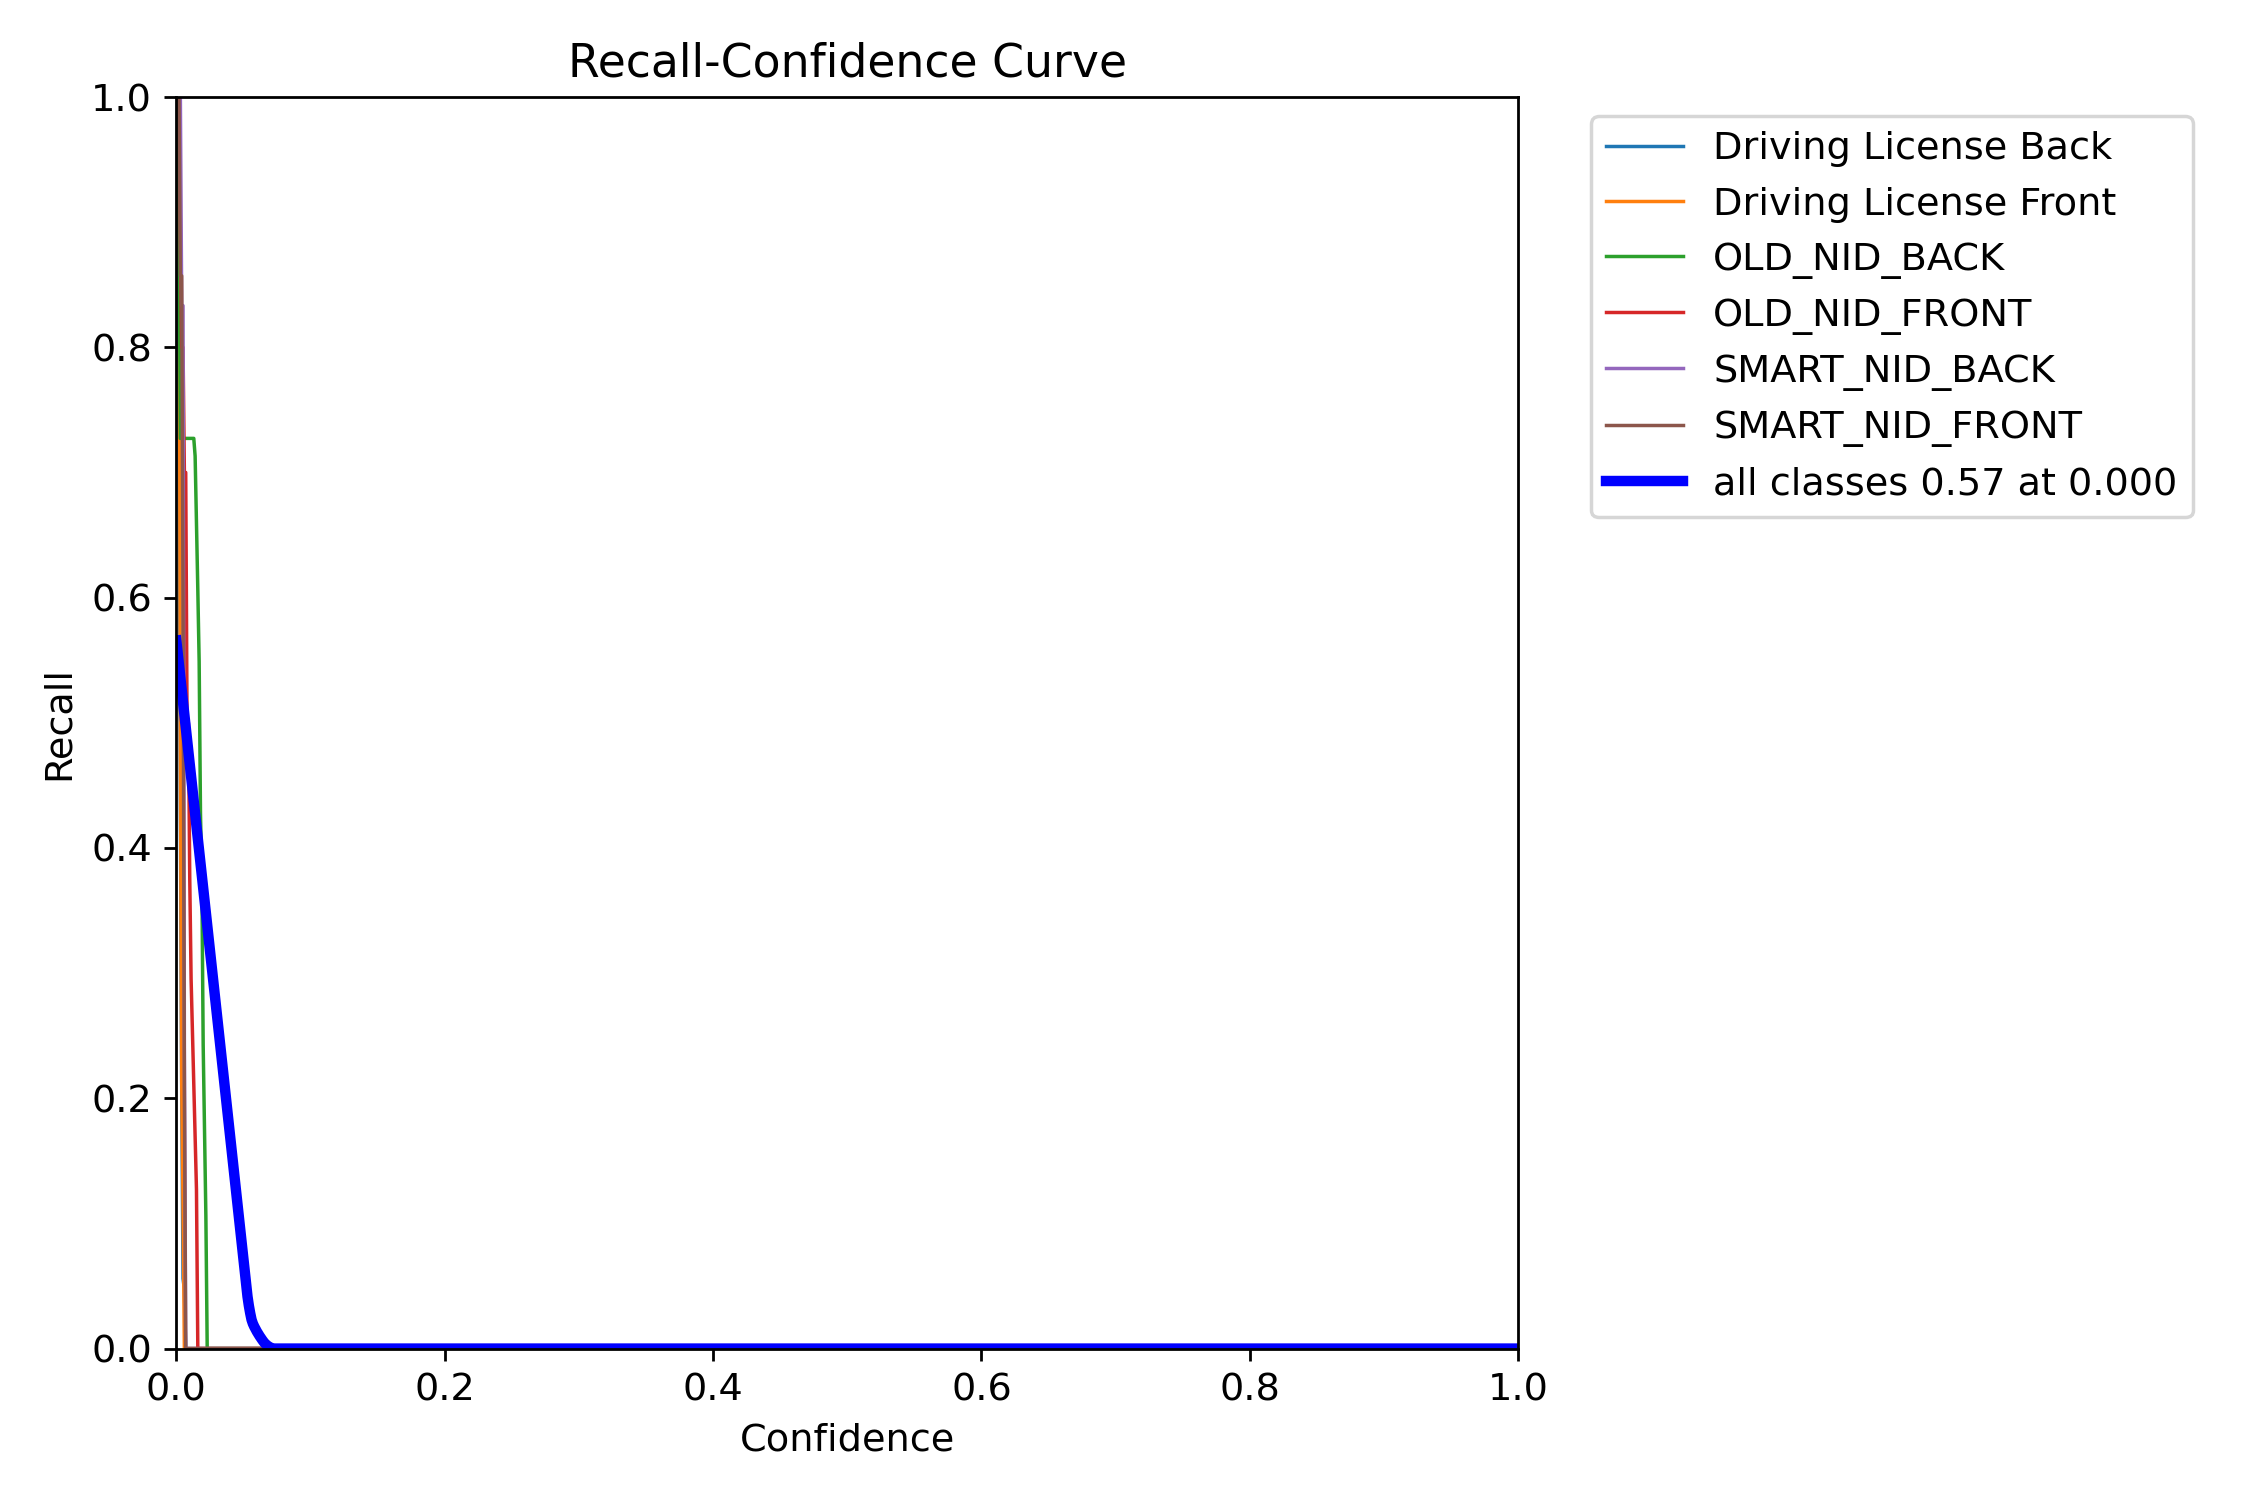 Recall-Confidence Curve
1.0
0.8
0.6
0.4
0.2
0.0
Recall
0.0 0.2 0.4 0.6 0.8 1.0
Confidence
Driving License Back
Driving License Front
OLD_NID_BACK
OLD_NID_FRONT
SMART_NID_BACK
SMART_NID_FRONT
all classes 0.57 at 0.000